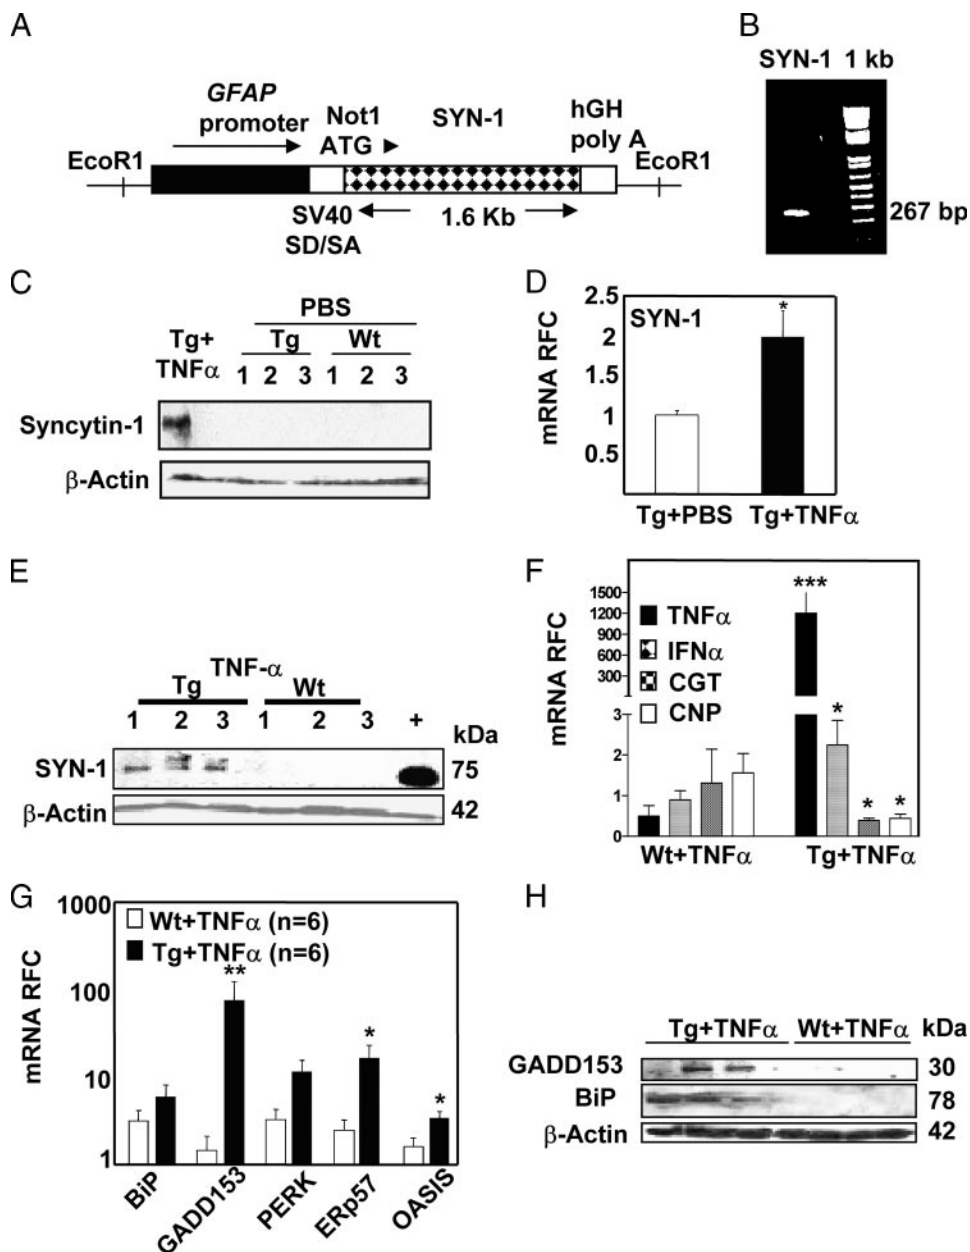 A
GFAP
promoter
Not1
ATG
SYN-1
hGH
poly A
EcoR1
EcoR1
SV40
SD/SA
1.6 Kb
B
SYN-1 1 kb
267 bp
C
PBS
Tg+
TNFα
Tg Wt
1 2 3 1 2 3
Syncytin-1
β-Actin
D
mRNA RFC
2.5
2
1.5
1
0.5
SYN-1
*
Tg+PBS Tg+TNFα
E
TNF-α
Tg Wt
1 2 3 1 2 3 +
kDa
SYN-1 75
β-Actin 42
F
mRNA RFC
1500
1200
900
600
300
3
2
1
0
TNFα
IFNα
CGT
CNP
***
*
* *
Wt+TNFα Tg+TNFα
G
mRNA RFC
1000
100
10
1
Wt+TNFα (n=6)
Tg+TNFα (n=6)
**
*
*
BiP
GADD153
PERK
ERp57
OASIS
H
Tg+TNFα Wt+TNFα kDa
GADD153 30
BiP 78
β-Actin 42